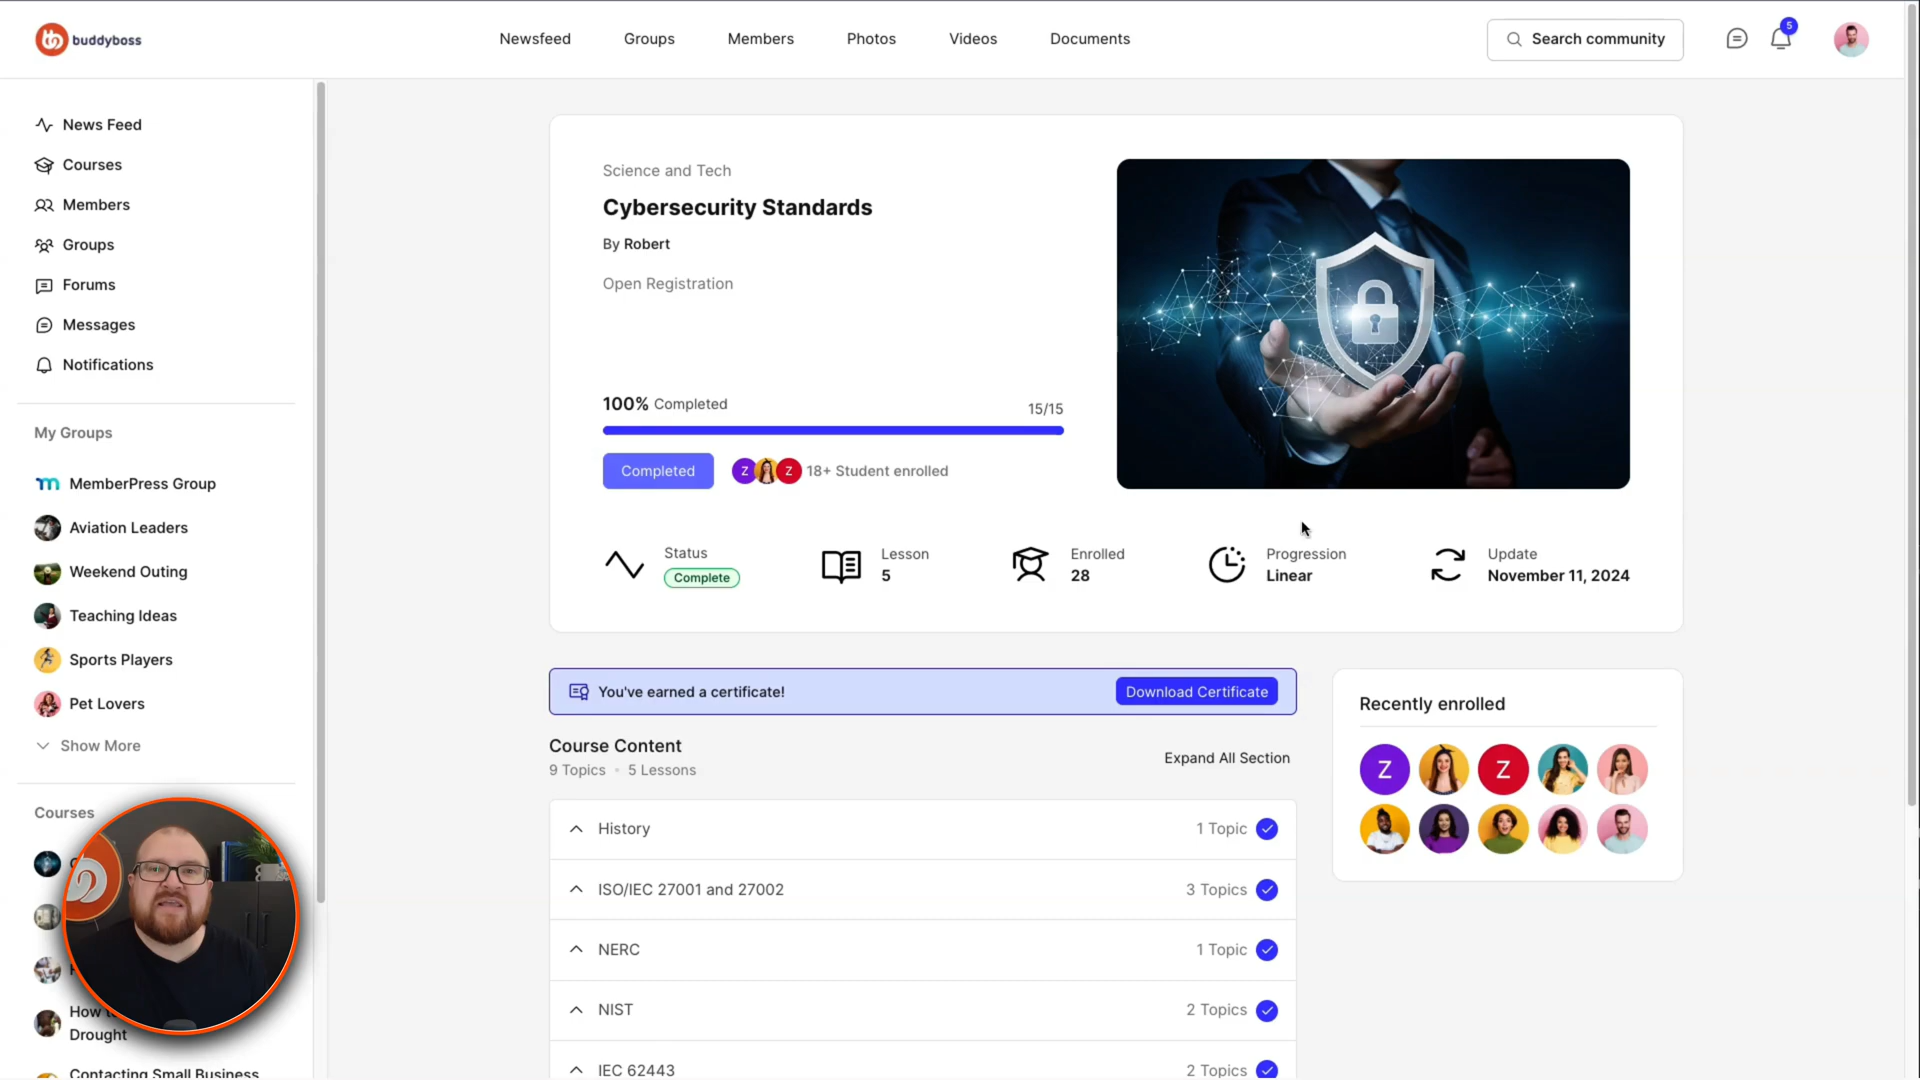 buddyboss
Newsfeed
Groups
Members
Photos
Videos
Documents
Search community
5
News Feed
Courses
Members
Groups
Forums
Messages
Notifications
My Groups
MemberPress Group
Aviation Leaders
Weekend Outing
Teaching Ideas
Sports Players
Pet Lovers
Show More
Courses
How
Drought
Contacting Small Business
Science and Tech
Cybersecurity Standards
By Robert
Open Registration
100% Completed
15/15
Completed
Z
Z
18+ Student enrolled
Status
Complete
Lesson
5
Enrolled
28
Progression
Linear
Update
November 11, 2024
You've earned a certificate!
Download Certificate
Course Content
9 Topics • 5 Lessons
Expand All Section
History
1 Topic
ISO/IEC 27001 and 27002
3 Topics
NERC
1 Topic
NIST
2 Topics
IEC 62443
2 Topics
Recently enrolled
Z
Z